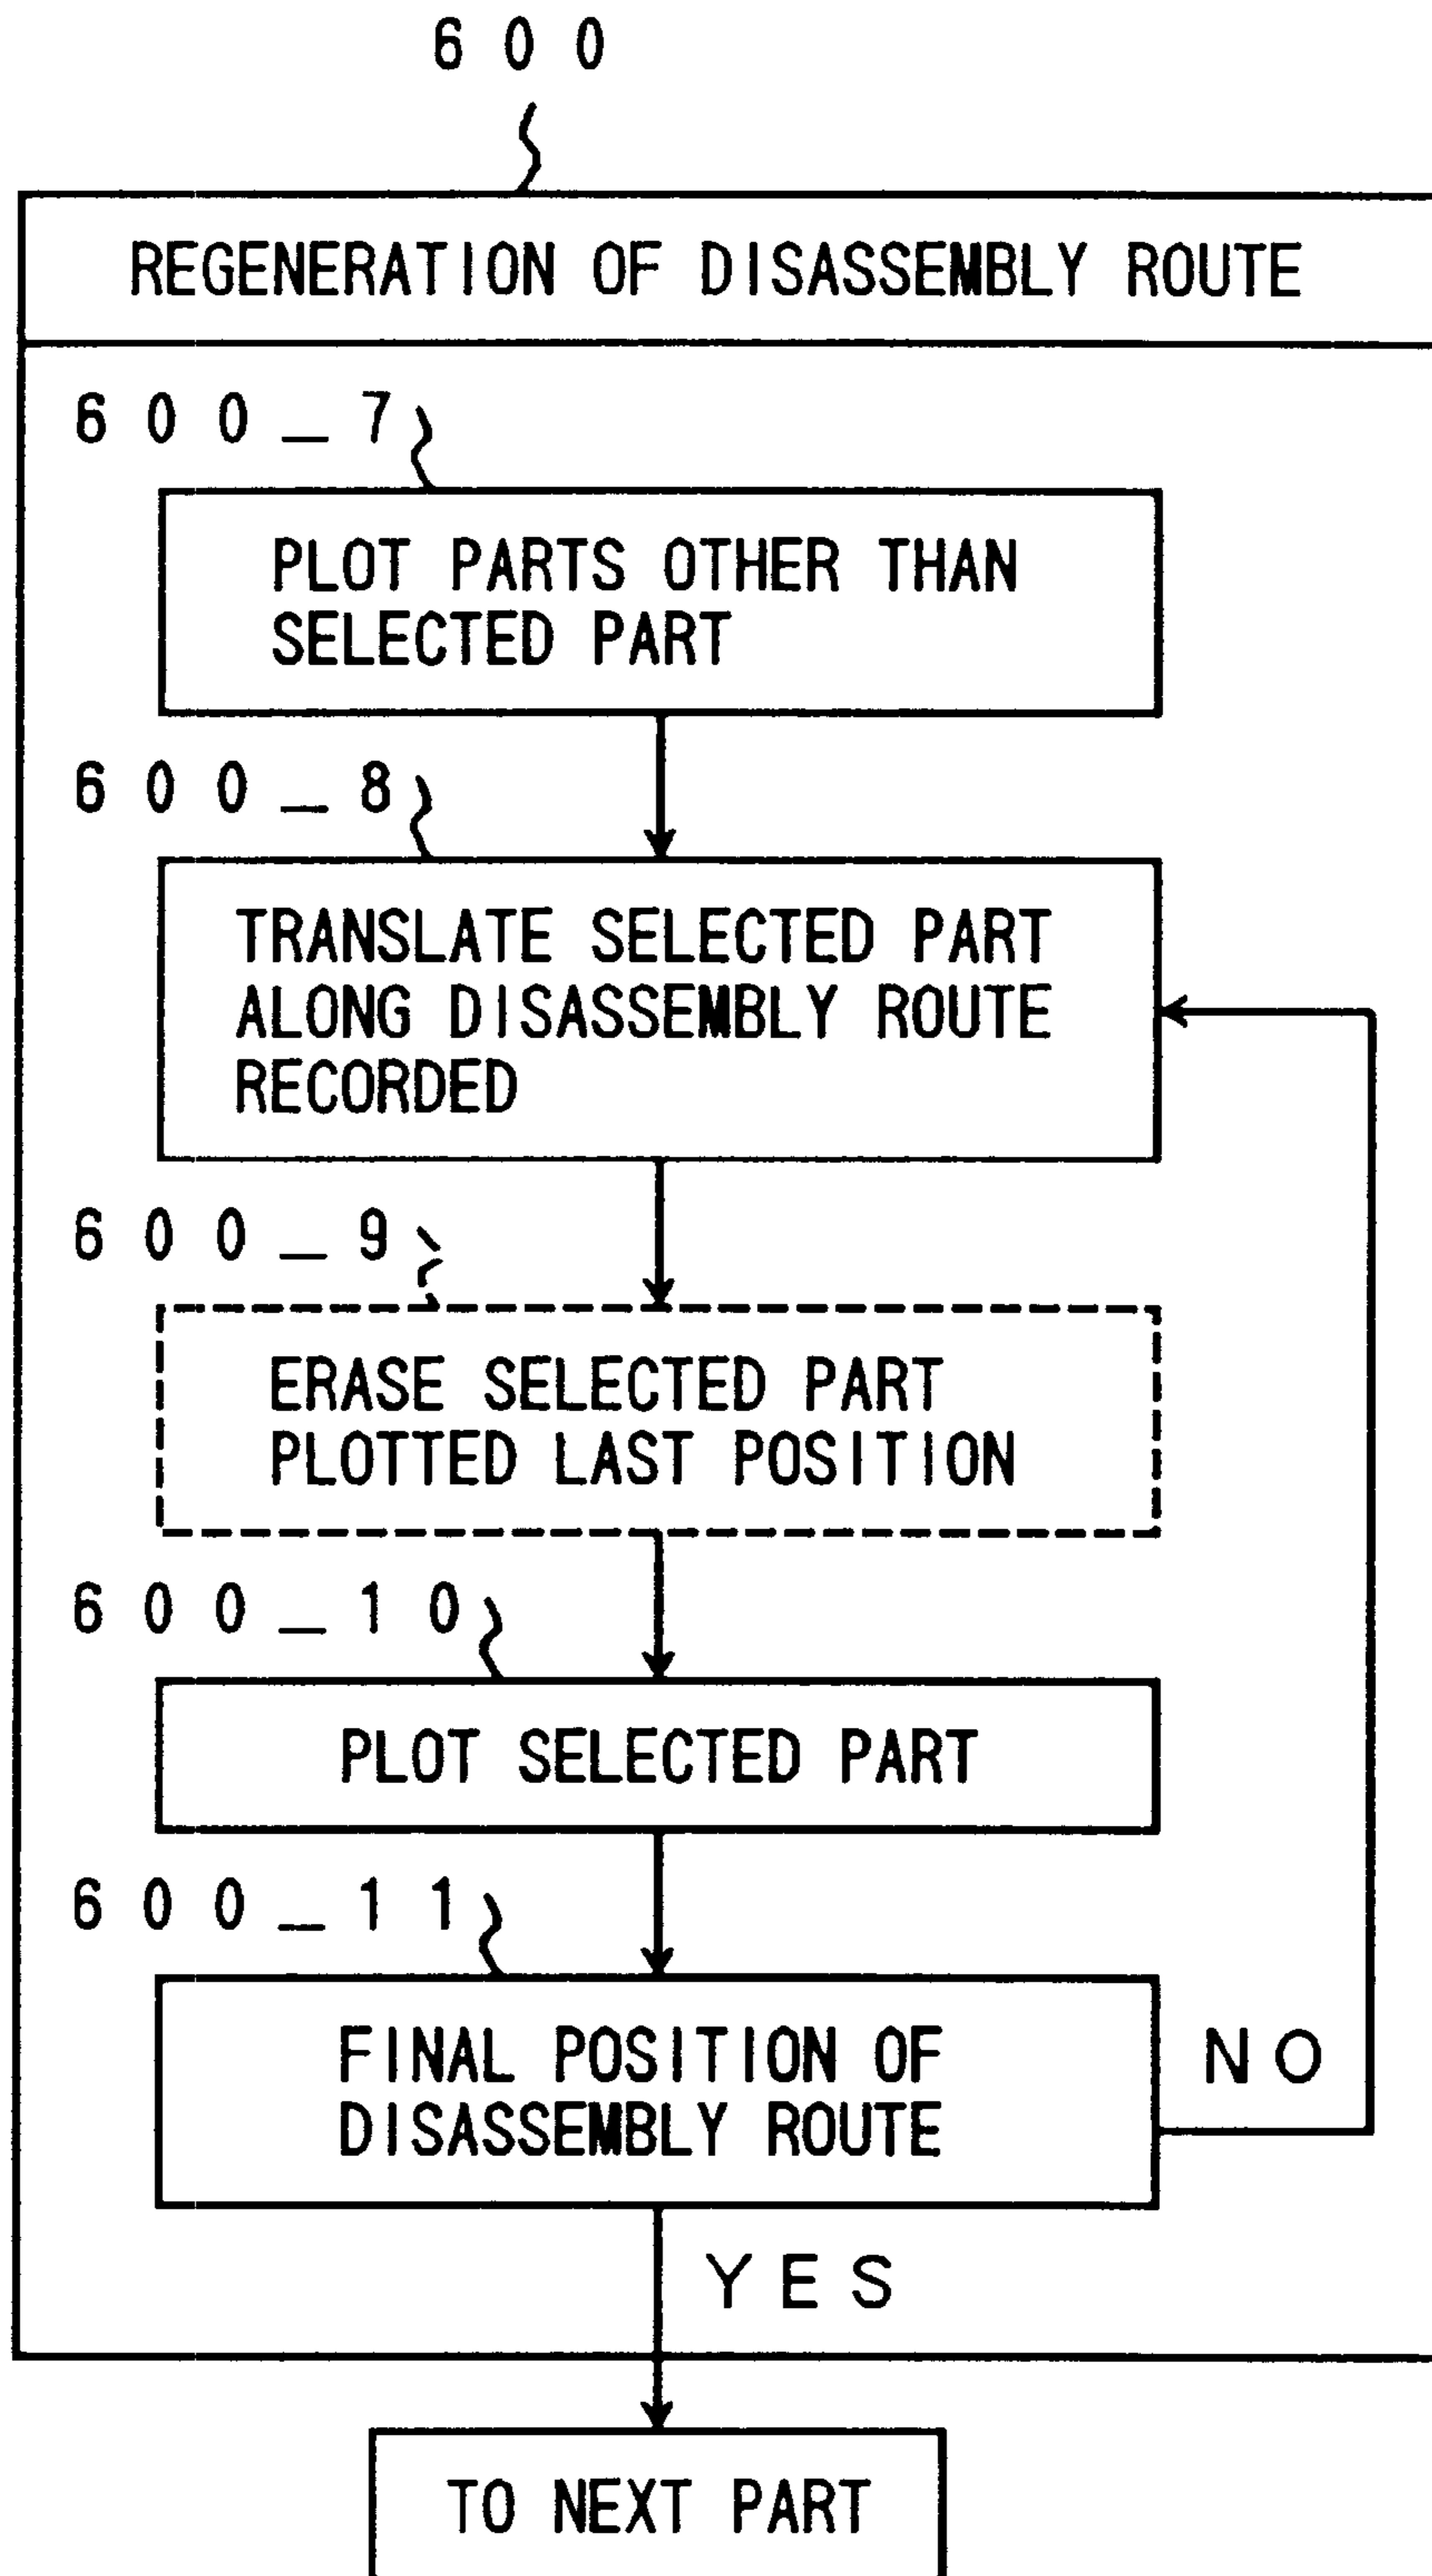 600
REGENERATION OF DISASSEMBLY ROUTE
600_7
PLOT PARTS OTHER THAN
SELECTED PART
600_8
TRANSLATE SELECTED PART
ALONG DISASSEMBLY ROUTE
RECORDED
600_9
ERASE SELECTED PART
PLOTTED LAST POSITION
600_10
PLOT SELECTED PART
600_11
FINAL POSITION OF
DISASSEMBLY ROUTE
NO
YES
TO NEXT PART